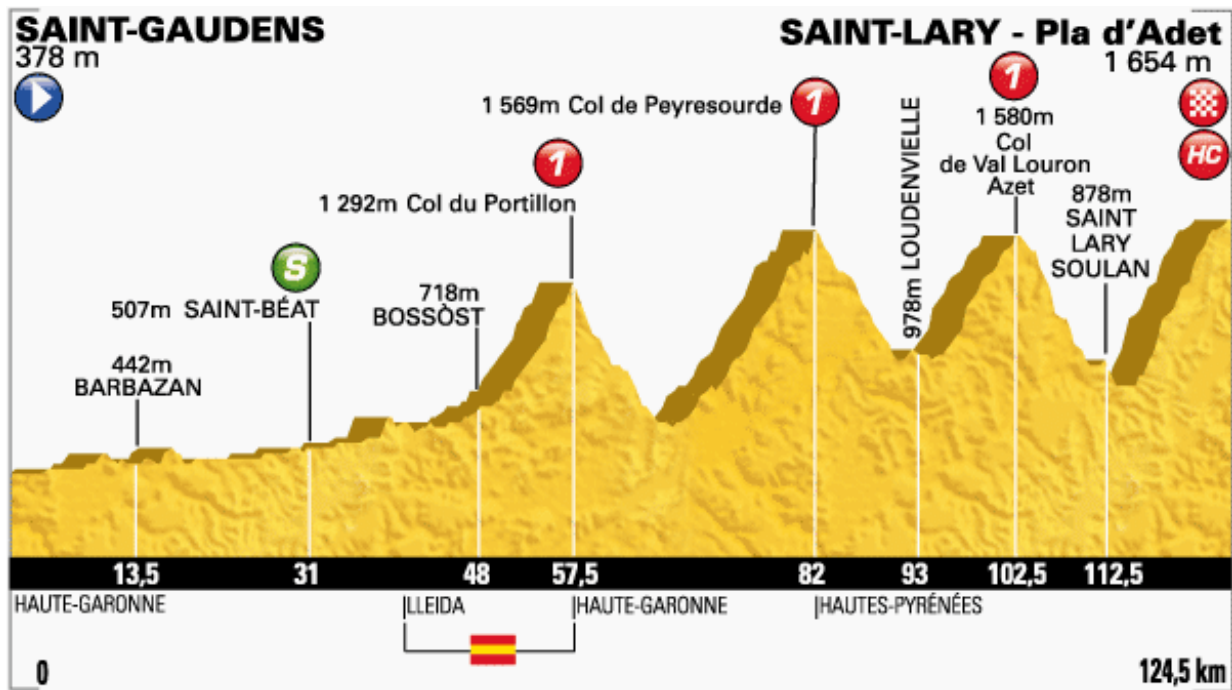 SAINT-GAUDENS
378 m
SAINT-LARY - Pla d'Adet
1 654 m
HC
1
1 580m
Col
de Val Louron
Azet
1
1 569m Col de Peyresourde
1
1 292m Col du Portillon
978m LOUDENVIELLE
878m
SAINT
LARY
SOULAN
S
507m SAINT-BÉAT
718m
BOSSÒST
442m
BARBAZAN
13,5 31 48 57,5 82 93 102,5 112,5
HAUTE-GARONNE |LLEIDA |HAUTE-GARONNE |HAUTES-PYRÉNÉES
0 124,5 km